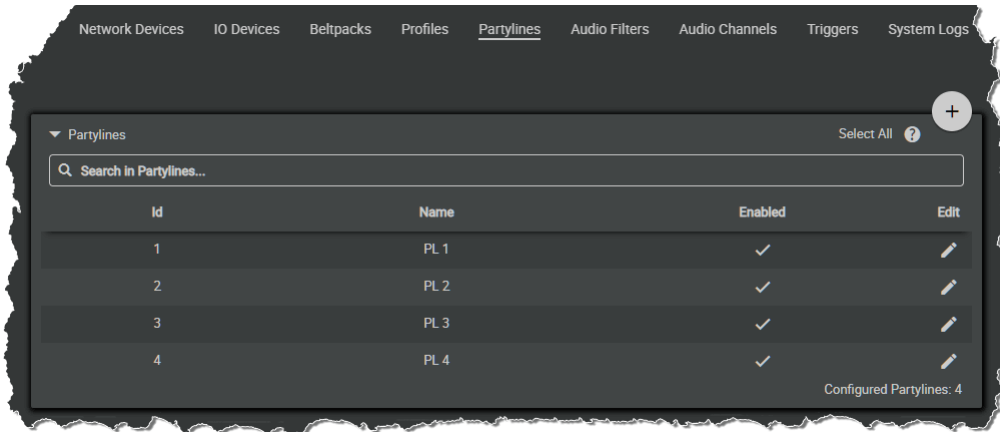 Network Devices IO Devices Beltpacks Profiles Partylines Audio Filters Audio Channels Triggers System Logs
+
Partylines Select All ?
Search in Partylines...
Id Name Enabled Edit
1 PL 1
2 PL 2
3 PL 3
4 PL 4
Configured Partylines: 4